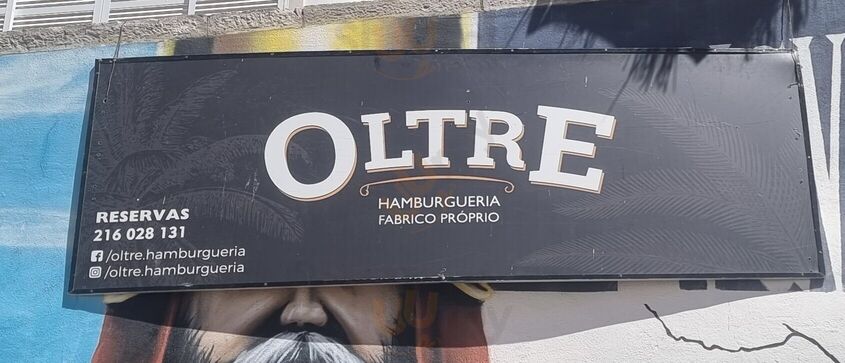 OLTRE
HAMBURGUERIA
FABRICO PRÓPRIO
RESERVAS
216 028 131
/oltre.hamburgueria
/oltre.hamburgueria